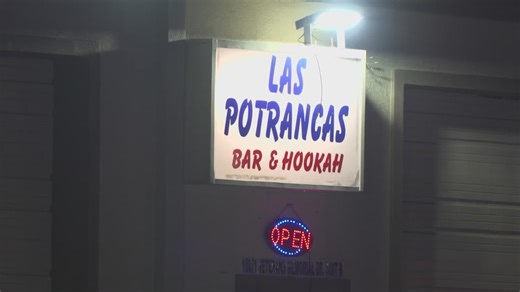 LAS
POTRANCAS
BAR & HOOKAH
OPEN